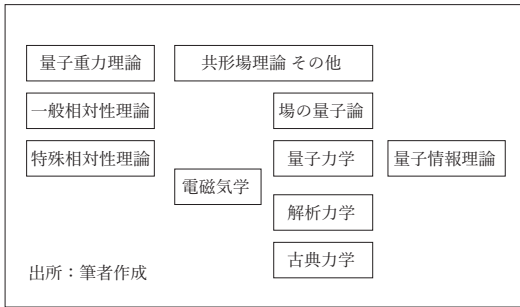 量子重力理論
共形場理論 その他
一般相対性理論
場の量子論
特殊相対性理論
量子力学
量子情報理論
電磁気学
解析力学
古典力学
出所：筆者作成